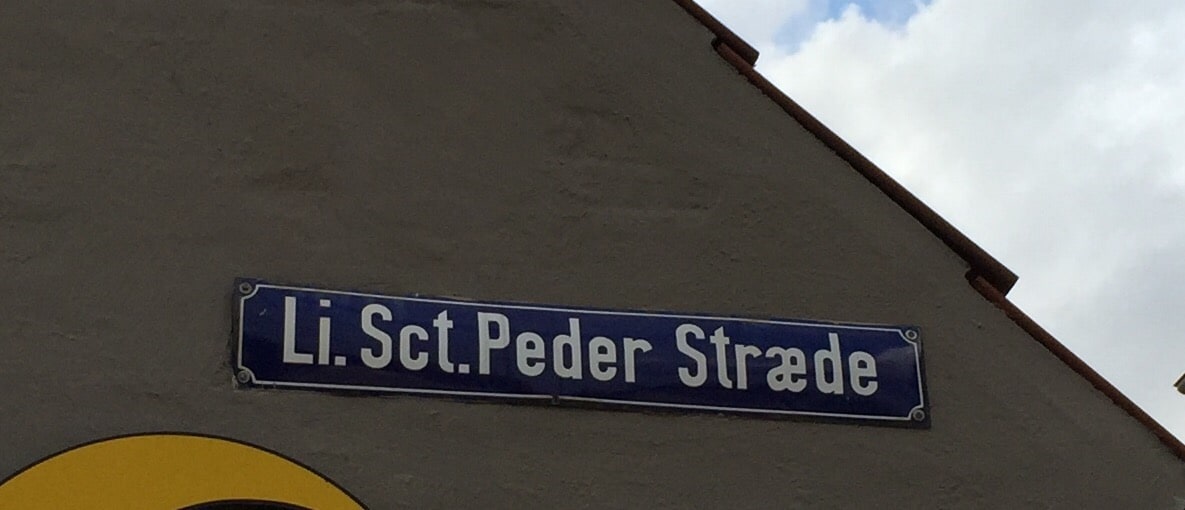 Li. Sct. Peder Stræde